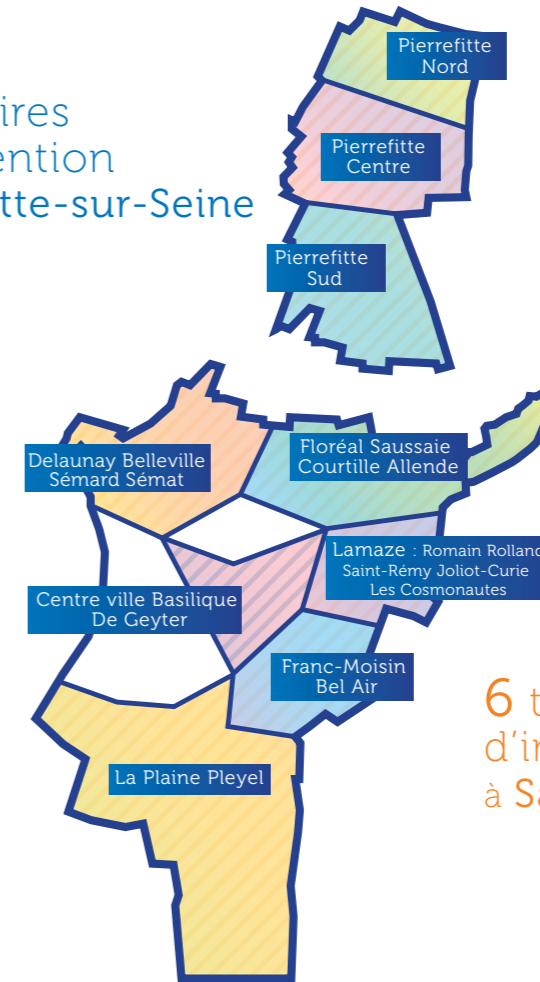 Pierrefitte
Nord
ires
ention
tte-sur-Seine
Pierrefitte
Centre
Pierrefitte
Sud
Delaunay Belleville
Sémard Sémat
Floréal Saussaie
Courtille Allende
Lamaze : Romain Rolland
Saint-Rémy Joliot-Curie
Les Cosmonautes
Centre ville Basilique
De Geyter
Franc-Moisin
Bel Air
La Plaine Pleyel
6 t
d'in
à Sa